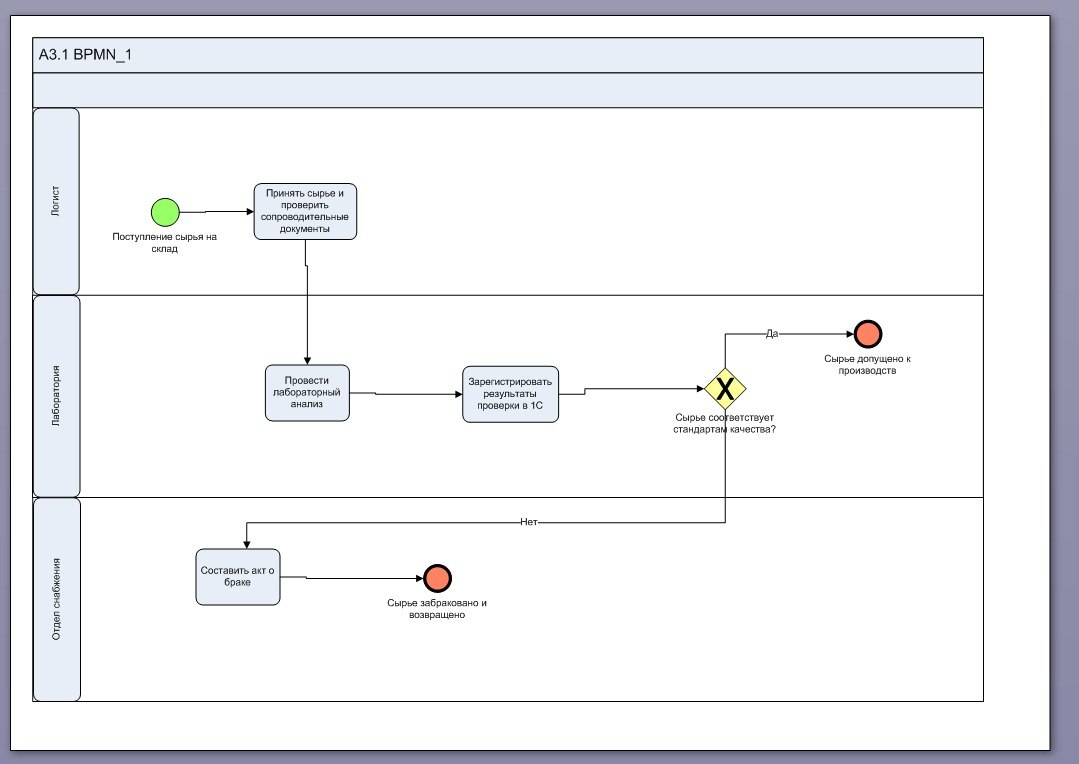 A3.1 BPMN_1
Логист
Поступление сырья на
склад
Принять сырье и
проверить
сопроводительные
документы
Лаборатория
Провести
лабораторный
анализ
Зарегистрировать
результаты
проверки в 1С
Сырье соответствует
стандартам качества?
Да
Сырье допущено к
производств
Отдел снабжения
Нет
Составить акт о
браке
Сырье забраковано и
возвращено